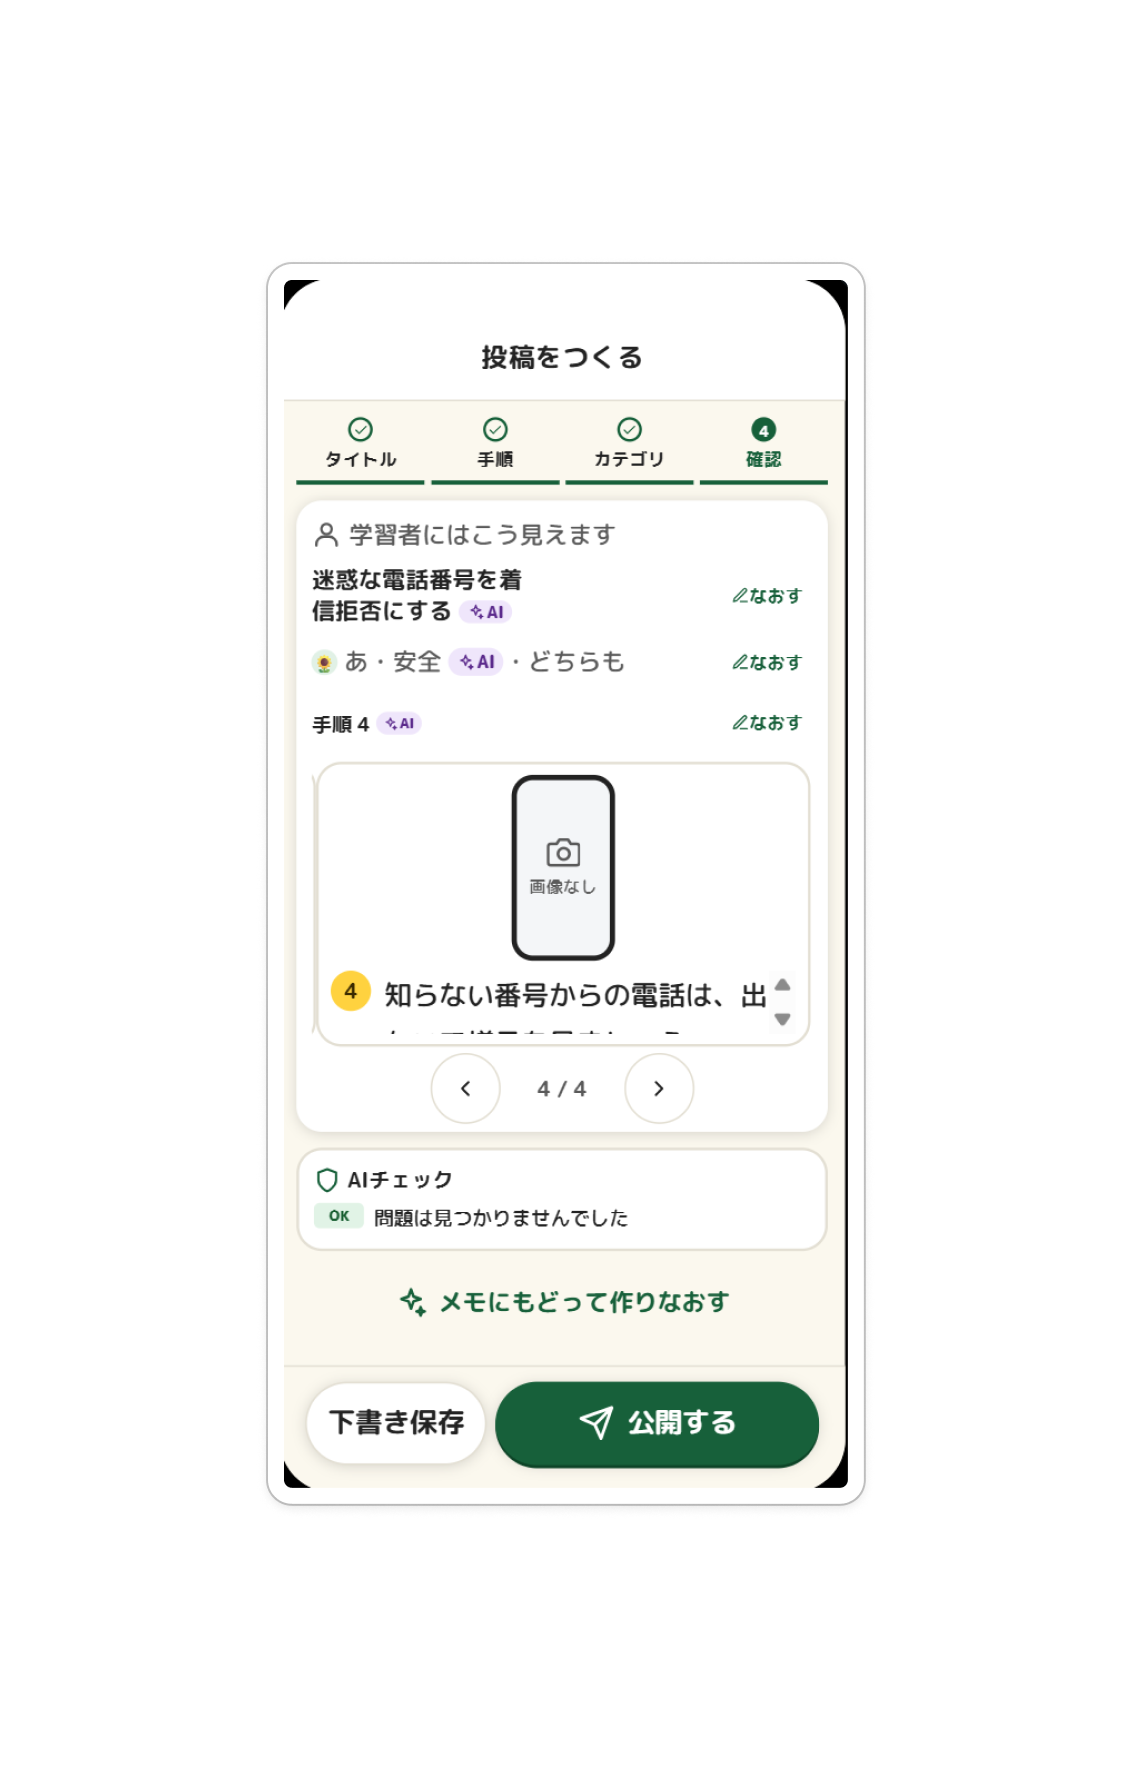 投稿をつくる
タイトル
手順
カテゴリ
4
確認
学習者にはこう見えます
迷惑な電話番号を着
信拒否にする AI
なおす
あ・安全 AI ・どちらも
なおす
手順 4 AI
なおす
画像なし
4 知らない番号からの電話は、出
4 / 4
AIチェック
OK 問題は見つかりませんでした
メモにもどって作りなおす
下書き保存
公開する